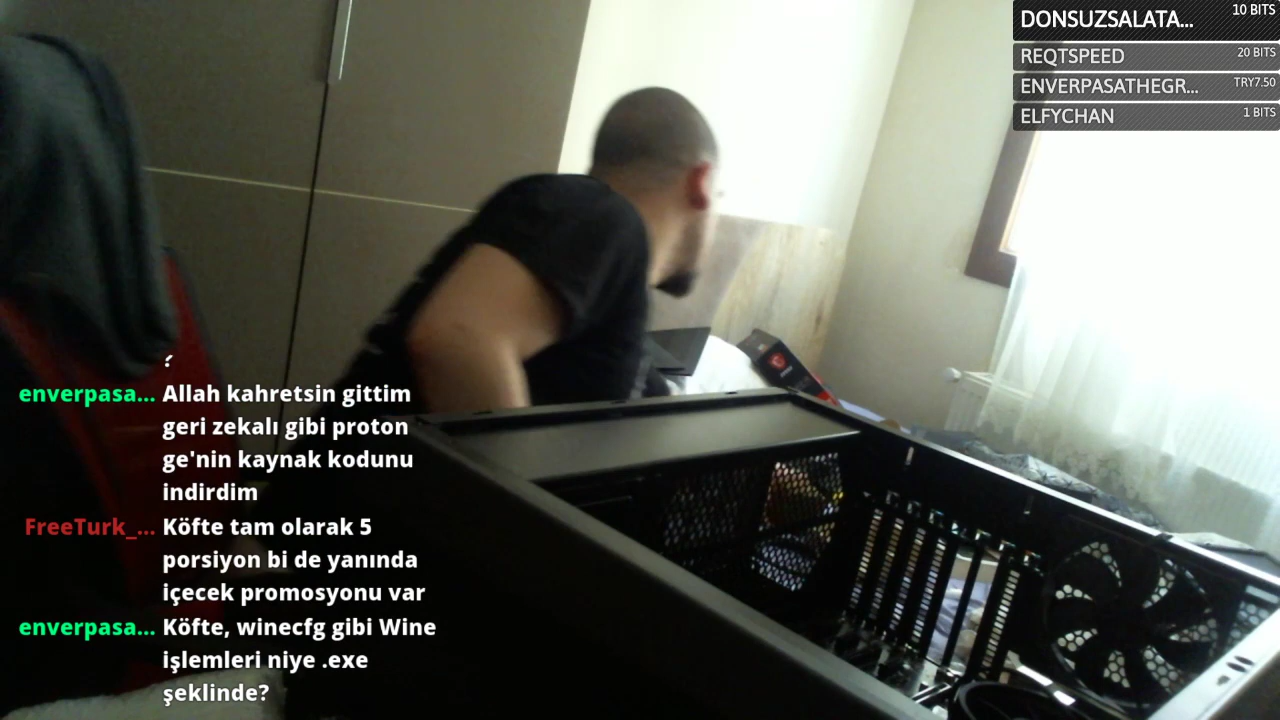 DONSUZSALATA... 10 BITS
REQTSPEED 20 BITS
ENVERPASATHEGR... TRY7.50
ELFYCHAN 1 BITS
?
enverpasa... Allah kahretsin gittim
geri zekalı gibi proton
ge'nin kaynak kodunu
indirdim
FreeTurk_... Köfte tam olarak 5
porsiyon bi de yanında
içecek promosyonu var
enverpasa... Köfte, winecfg gibi Wine
işlemleri niye .exe
şeklinde?